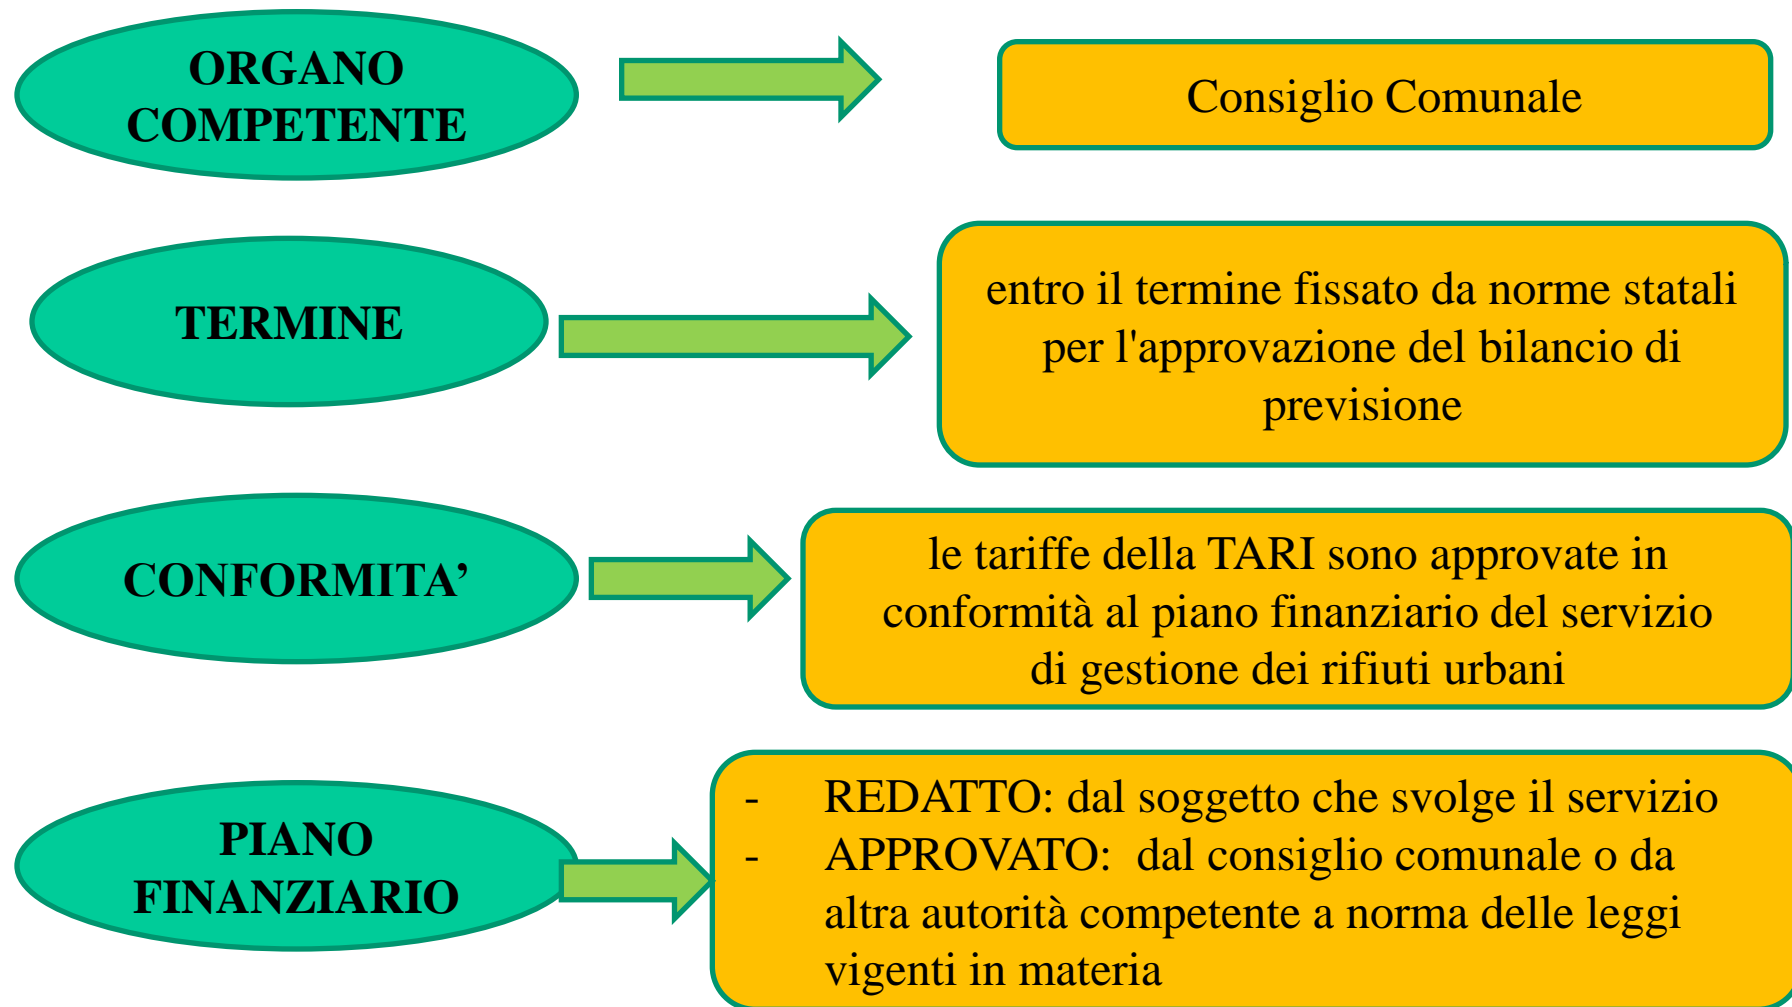 ORGANO
COMPETENTE
Consiglio Comunale
TERMINE
entro il termine fissato da norme statali
per l'approvazione del bilancio di
previsione
CONFORMITA’
le tariffe della TARI sono approvate in
conformità al piano finanziario del servizio
di gestione dei rifiuti urbani
PIANO
FINANZIARIO
- REDATTO: dal soggetto che svolge il servizio
- APPROVATO: dal consiglio comunale o da
altra autorità competente a norma delle leggi
vigenti in materia